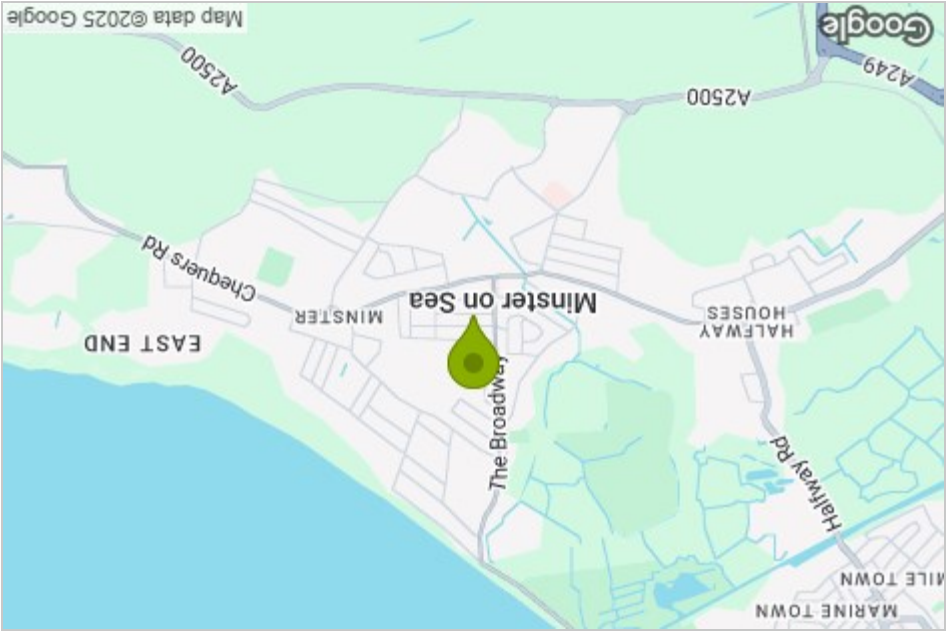 MARINE TOWN
MILE TOWN
Halfway Rd
The Broadway
HALFWAY
HOUSES
Minster on Sea
MINSTER
EAST END
Chequers Rd
A2500
A249
A2500
Google
Map data ©2025 Google